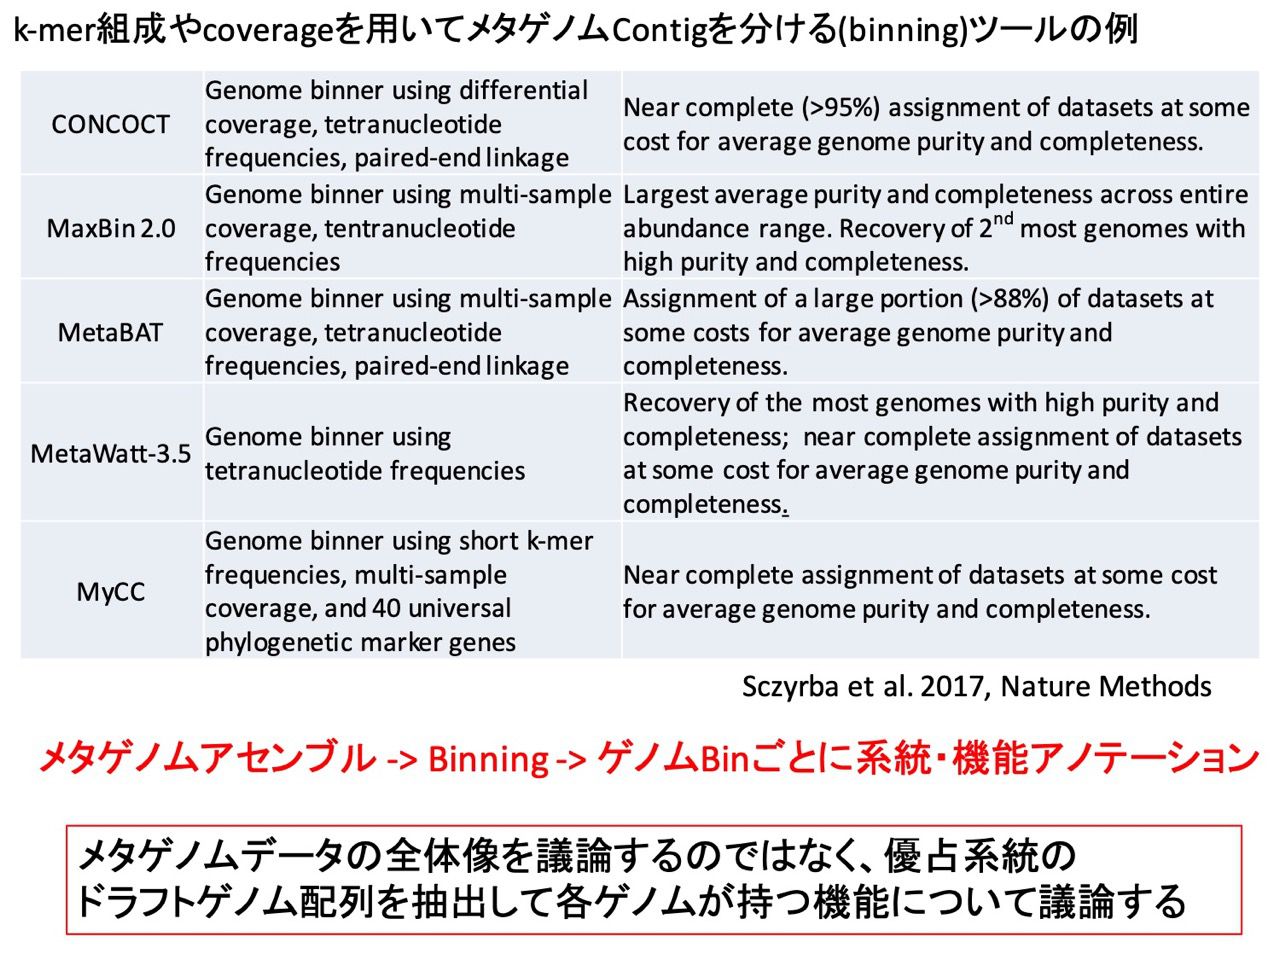 k-mer組成やcoverageを用いてメタゲノムContigを分ける(binning)ツールの例
CONCOCT
Genome binner using differential
coverage, tetranucleotide
frequencies, paired-end linkage
Near complete (>95%) assignment of datasets at some
cost for average genome purity and completeness.
MaxBin 2.0
Genome binner using multi-sample
coverage, tentranucleotide
frequencies
Largest average purity and completeness across entire
abundance range. Recovery of 2nd most genomes with
high purity and completeness.
MetaBAT
Genome binner using multi-sample
coverage, tetranucleotide
frequencies, paired-end linkage
Assignment of a large portion (>88%) of datasets at
some costs for average genome purity and
completeness.
MetaWatt-3.5
Genome binner using
tetranucleotide frequencies
Recovery of the most genomes with high purity and
completeness; near complete assignment of datasets
at some cost for average genome purity and
completeness.
MyCC
Genome binner using short k-mer
frequencies, multi-sample
coverage, and 40 universal
phylogenetic marker genes
Near complete assignment of datasets at some cost
for average genome purity and completeness.
Sczyrba et al. 2017, Nature Methods
メタゲノムアセンブル -> Binning -> ゲノムBinごとに系統・機能アノテーション
メタゲノムデータの全体像を議論するのではなく、優占系統の
ドラフトゲノム配列を抽出して各ゲノムが持つ機能について議論する